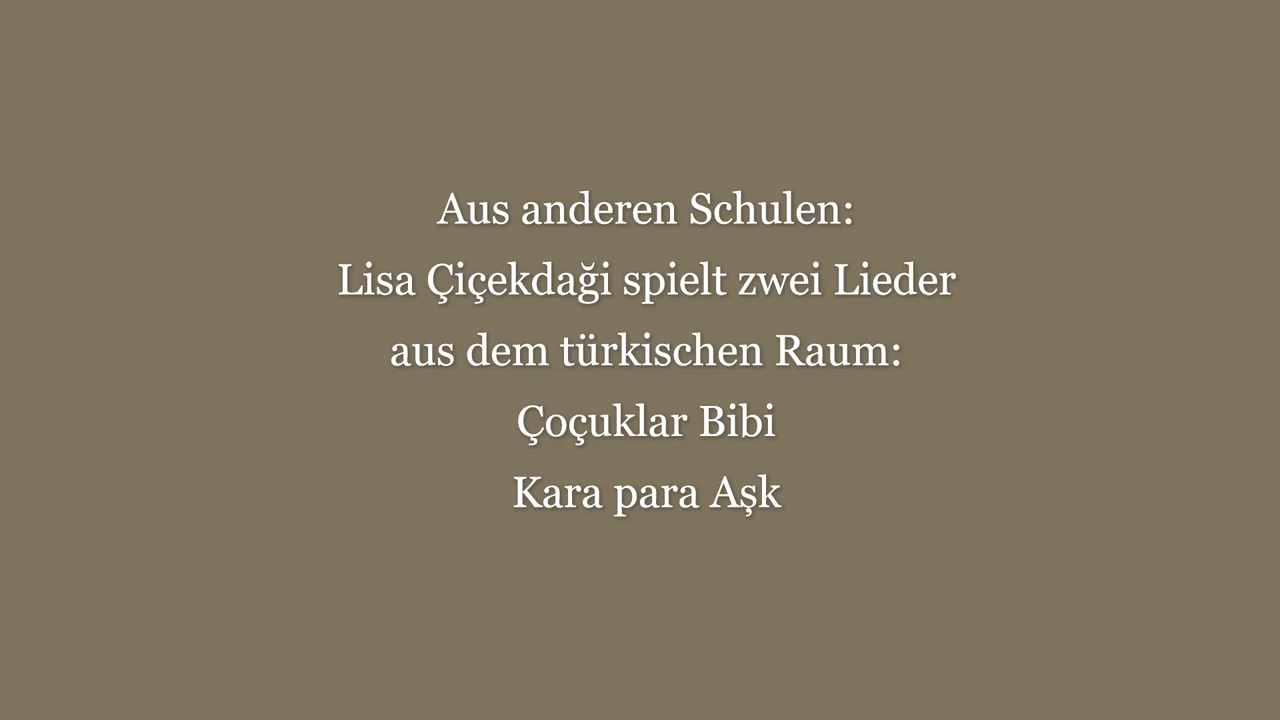 Aus anderen Schulen:
Lisa Çiçekdaği spielt zwei Lieder
aus dem türkischen Raum:
Çoçuklar Bibi
Kara para Aşk